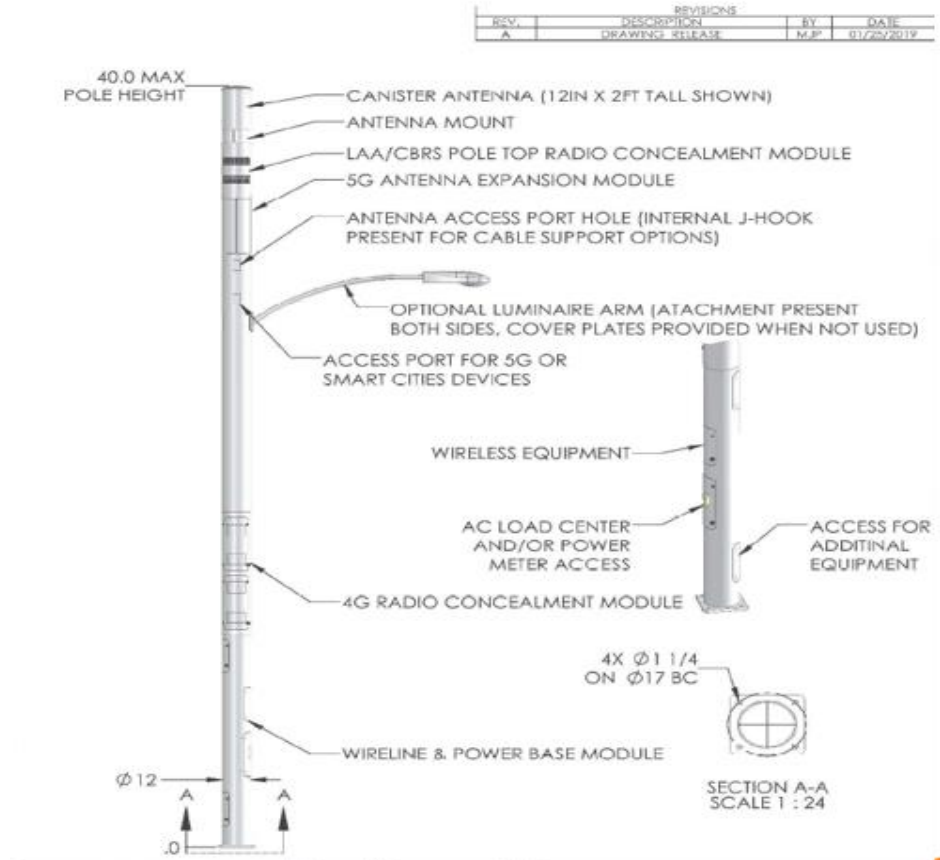 REVISIONS
REV. DESCRIPTION BY DATE
A DRAWING RELEASE MJP 01/25/2019
40.0 MAX
POLE HEIGHT
CANISTER ANTENNA (12IN X 2FT TALL SHOWN)
ANTENNA MOUNT
LAA/CBRS POLE TOP RADIO CONCEALMENT MODULE
5G ANTENNA EXPANSION MODULE
ANTENNA ACCESS PORT HOLE (INTERNAL J-HOOK
PRESENT FOR CABLE SUPPORT OPTIONS)
OPTIONAL LUMINAIRE ARM (ATACHMENT PRESENT
BOTH SIDES, COVER PLATES PROVIDED WHEN NOT USED)
ACCESS PORT FOR 5G OR
SMART CITIES DEVICES
WIRELESS EQUIPMENT
AC LOAD CENTER
AND/OR POWER
METER ACCESS
ACCESS FOR
ADDITINAL
EQUIPMENT
4G RADIO CONCEALMENT MODULE
4X Ø1 1/4
ON Ø17 BC
WIRELINE & POWER BASE MODULE
Ø 12
A A
.0
SECTION A-A
SCALE 1 : 24